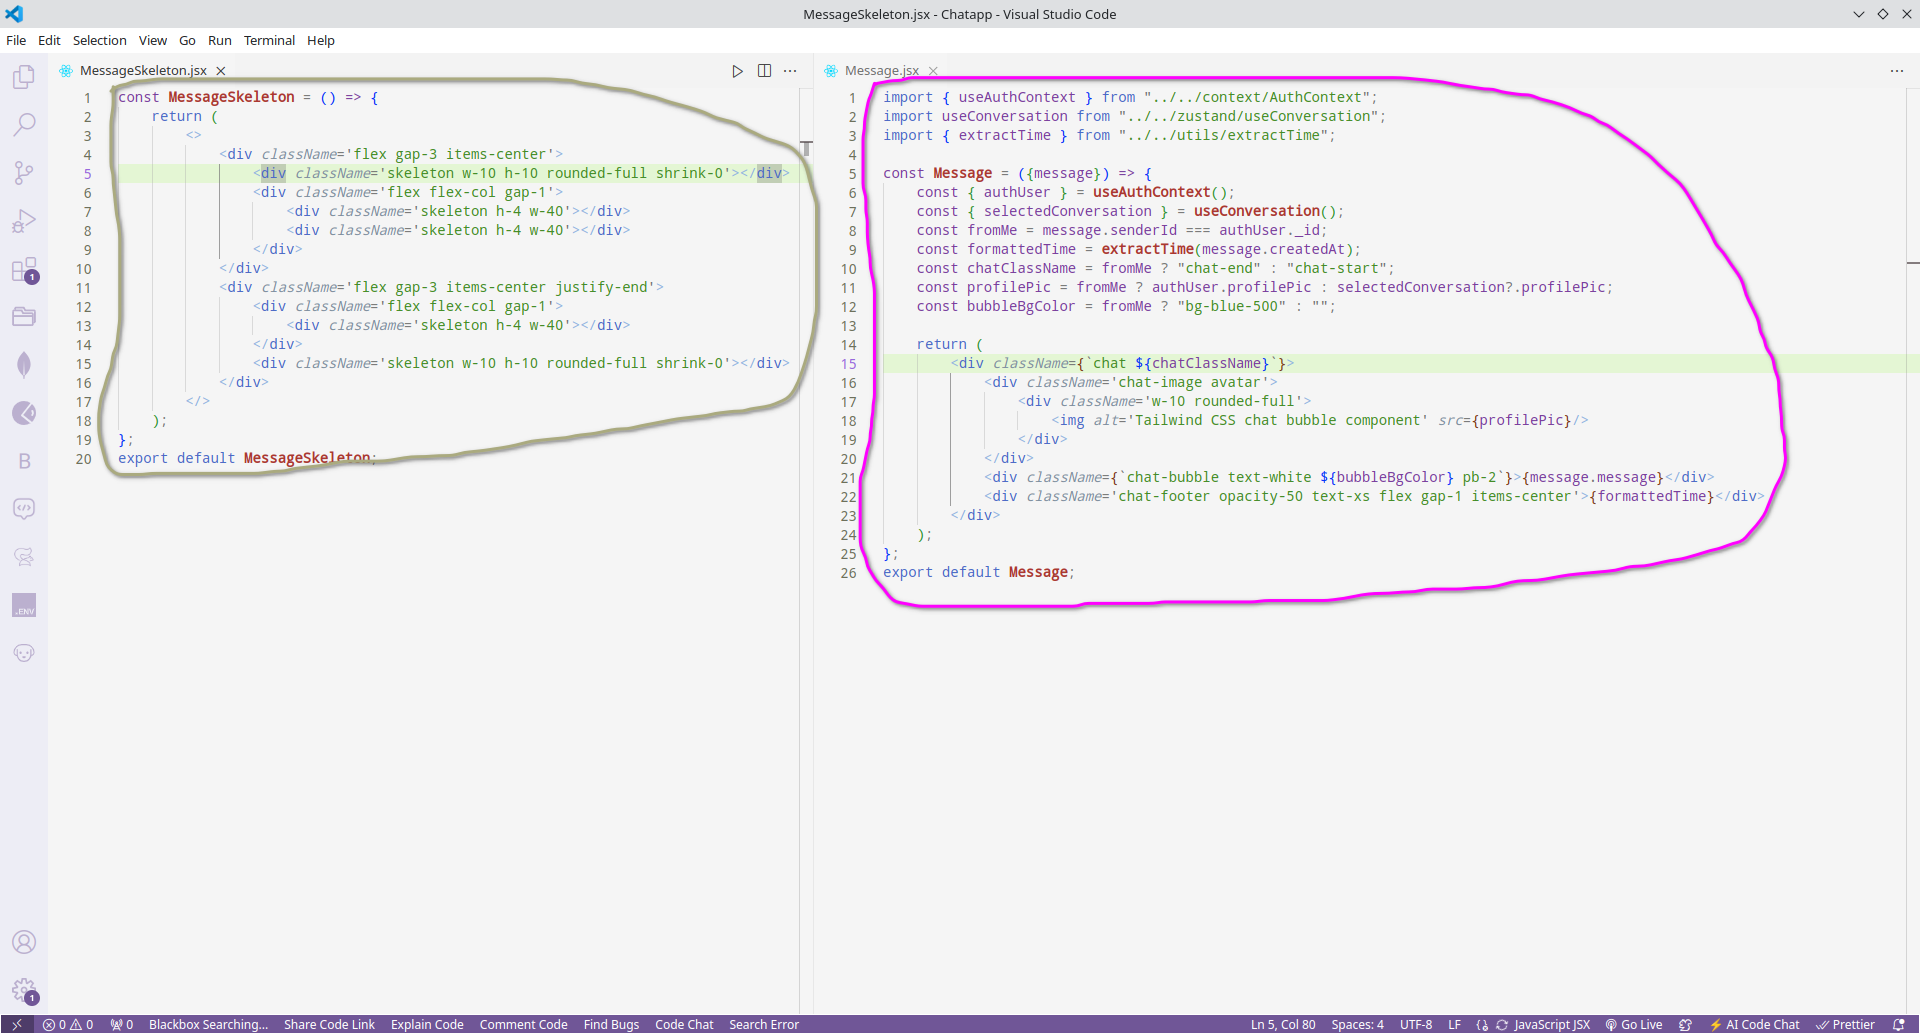 MessageSkeleton.jsx - Chatapp - Visual Studio Code
File Edit Selection View Go Run Terminal Help
MessageSkeleton.jsx
1 const MessageSkeleton = () => {
2 return (
3 <>
4 <div className='flex gap-3 items-center'>
5 <div className='skeleton w-10 h-10 rounded-full shrink-0'></div>
6 <div className='flex flex-col gap-1'>
7 <div className='skeleton h-4 w-40'></div>
8 <div className='skeleton h-4 w-40'></div>
9 </div>
10 </div>
11 <div className='flex gap-3 items-center justify-end'>
12 <div className='flex flex-col gap-1'>
13 <div className='skeleton h-4 w-40'></div>
14 </div>
15 <div className='skeleton w-10 h-10 rounded-full shrink-0'></div>
16 </div>
17 </>
18 );
19 };
20 export default MessageSkeleton;
Message.jsx
1 import { useAuthContext } from "../../context/AuthContext";
2 import useConversation from "../../zustand/useConversation";
3 import { extractTime } from "../../utils/extractTime";
4
5 const Message = ({message}) => {
6 const { authUser } = useAuthContext();
7 const { selectedConversation } = useConversation();
8 const fromMe = message.senderId === authUser._id;
9 const formattedTime = extractTime(message.createdAt);
10 const chatClassName = fromMe ? "chat-end" : "chat-start";
11 const profilePic = fromMe ? authUser.profilePic : selectedConversation?.profilePic;
12 const bubbleBgColor = fromMe ? "bg-blue-500" : "";
13
14 return (
15 <div className={`chat ${chatClassName}`}>
16 <div className='chat-image avatar'>
17 <div className='w-10 rounded-full'>
18 <img alt='Tailwind CSS chat bubble component' src={profilePic}/>
19 </div>
20 </div>
21 <div className={`chat-bubble text-white ${bubbleBgColor} pb-2`}>{message.message}</div>
22 <div className='chat-footer opacity-50 text-xs flex gap-1 items-center'>{formattedTime}</div>
23 </div>
24 );
25 };
26 export default Message;
1
B
.ENV
1
0 0 0 Blackbox Searching... Share Code Link Explain Code Comment Code Find Bugs Code Chat Search Error Ln 5, Col 80 Spaces: 4 UTF-8 LF JavaScript JSX Go Live AI Code Chat Prettier